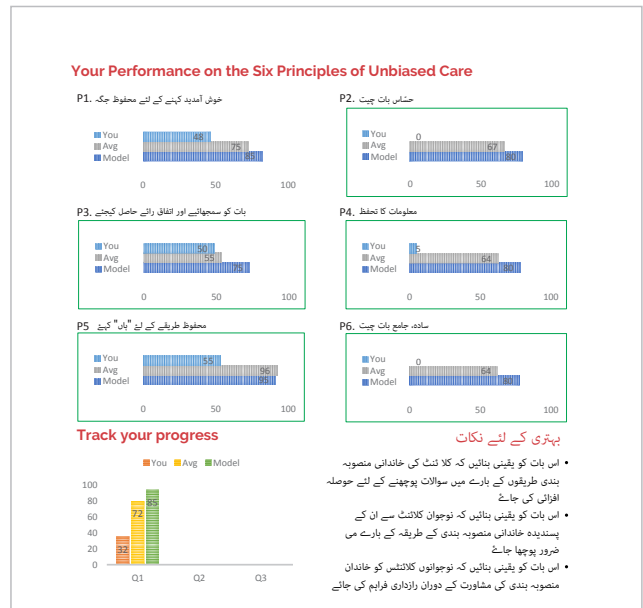 Your Performance on the Six Principles of Unbiased Care
P1. خوش آمدید کہنے کے لئے محفوظ جگہ
You
Avg
Model
48
75
85
0 50 100
P2. حسّاس بات چیت
You
Avg
Model
0
67
80
0 50 100
P3. بات کو سمجھائیے اور اتفاق رائے حاصل کیجئے
You
Avg
Model
50
55
75
0 50 100
P4. معلومات کا تحفظ
You
Avg
Model
5
64
80
0 50 100
P5 محفوظ طریقے کے لۓ "ہاں" کہۓ
You
Avg
Model
55
96
95
0 50 100
P6. سادہ، جامع بات چیت
You
Avg
Model
0
64
80
0 50 100
Track your progress
You Avg Model
100
80
60
40
20
0
32
72
85
Q1 Q2 Q3
بہتری کے لئے نکات
• اس بات کو یقینی بنائیں کہ کلا ئنٹ کی خاندانی منصوبہ
بندی طریقوں کے بارے میں سوالات پوچھنے کے لئے حوصلہ
افزائی کی جاۓ
• اس بات کو یقینی بنائیں کہ نوجوان کلائنٹ سے ان کے
پسندیدہ خاندانی منصوبہ بندی کے طریقہ کے بارے می
ضرور پوچھا جاۓ
• اس بات کو یقینی بنائیں کہ نوجوانوں کلائنٹس کو خاندان
منصوبہ بندی کی مشاورت کے دوران رازداری فراہم کی جائے